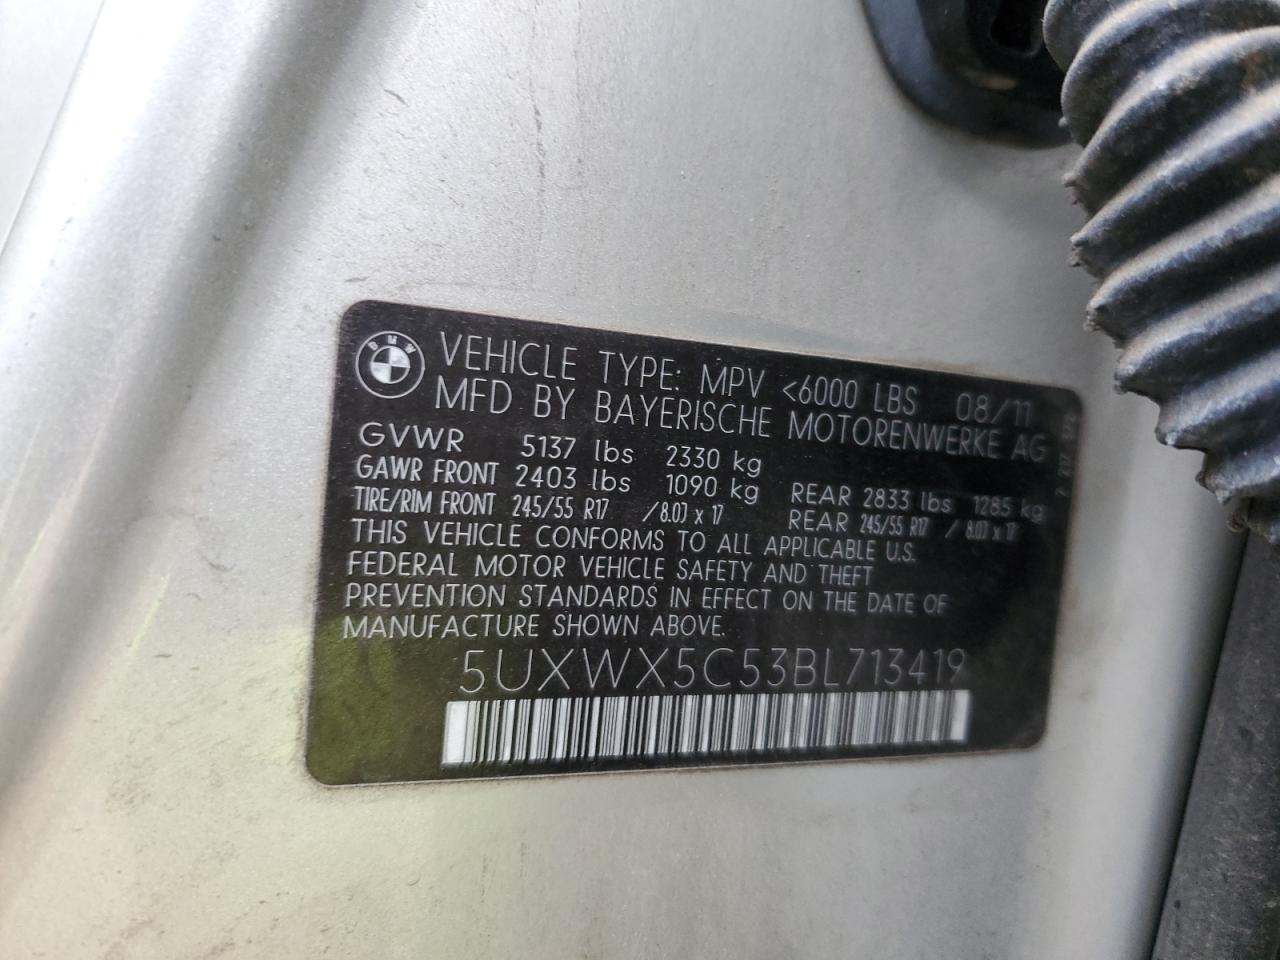 BMW
VEHICLE TYPE: MPV <6000 LBS 08/11
MFD BY BAYERISCHE MOTORENWERKE AG
GVWR 5137 lbs 2330 kg
GAWR FRONT 2403 lbs 1090 kg REAR 2833 lbs 1285 kg
TIRE/RIM FRONT 245/55 R17 /8.0J x 17 REAR 245/55 R17 / 8.0J x 17
THIS VEHICLE CONFORMS TO ALL APPLICABLE U.S.
FEDERAL MOTOR VEHICLE SAFETY AND THEFT
PREVENTION STANDARDS IN EFFECT ON THE DATE OF
MANUFACTURE SHOWN ABOVE.
5UXWX5C53BL713419